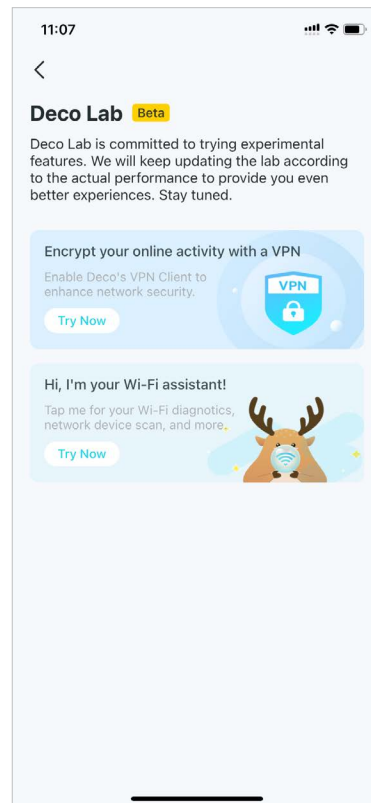 11:07
Deco Lab Beta
Deco Lab is committed to trying experimental
features. We will keep updating the lab according
to the actual performance to provide you even
better experiences. Stay tuned.
Encrypt your online activity with a VPN
Enable Deco's VPN Client to
enhance network security.
VPN
Try Now
Hi, I'm your Wi-Fi assistant!
Tap me for your Wi-Fi diagnotics,
network device scan, and more.
Try Now